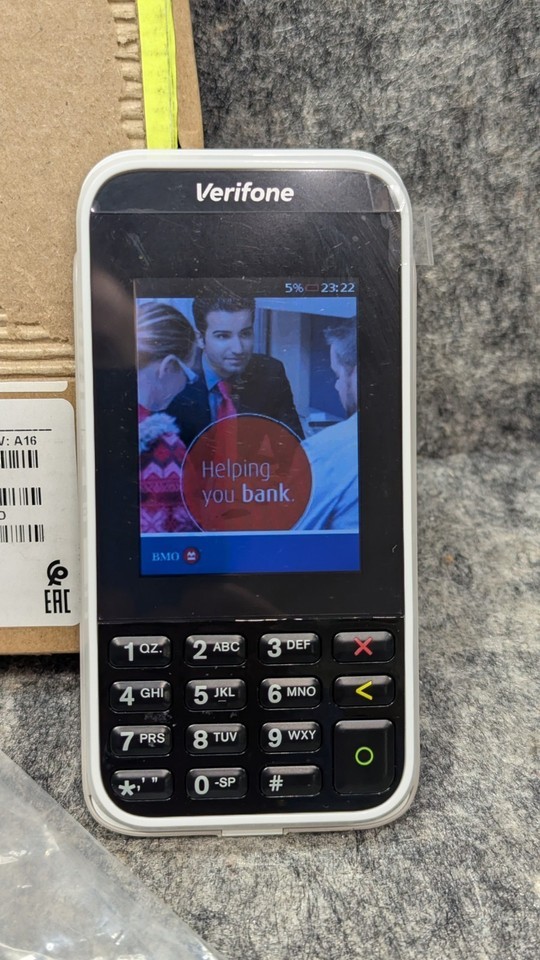 Verifone
5% 23:22
Helping
you bank.
BMO
V: A16
D
EAC
1 QZ. 2 ABC 3 DEF X
4 GHI 5 JKL 6 MNO <
7 PRS 8 TUV 9 WXY O
*,'" 0 -SP #